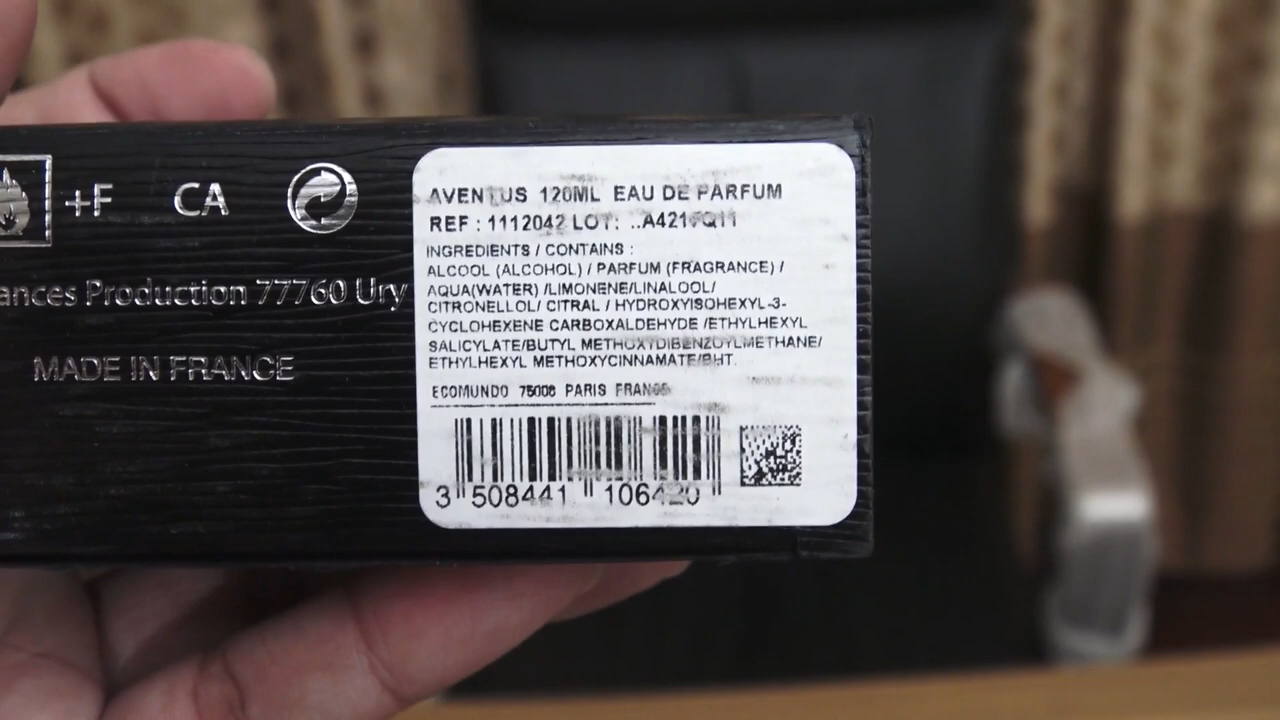 +F CA
ances Production 77760 Ury
MADE IN FRANCE
AVENTUS 120ML EAU DE PARFUM
REF : 1112042 LOT:
INGREDIENTS / CONTAINS :
ALCOOL (ALCOHOL) / PARFUM (FRAGRANCE) /
AQUA(WATER) /LIMONENE/LINALOOL/
CITRONELLOL/ CITRAL / HYDROXYISOHEXYL-3-
CYCLOHEXENE CARBOXALDEHYDE /ETHYLHEXYL
SALICYLATE/BUTYL METHOXYDIBENZOYLMETHANE/
ETHYLHEXYL METHOXYCINNAMATE/BHT.
ECOMUNDO 75008 PARIS FRANCE
3 508441 106420